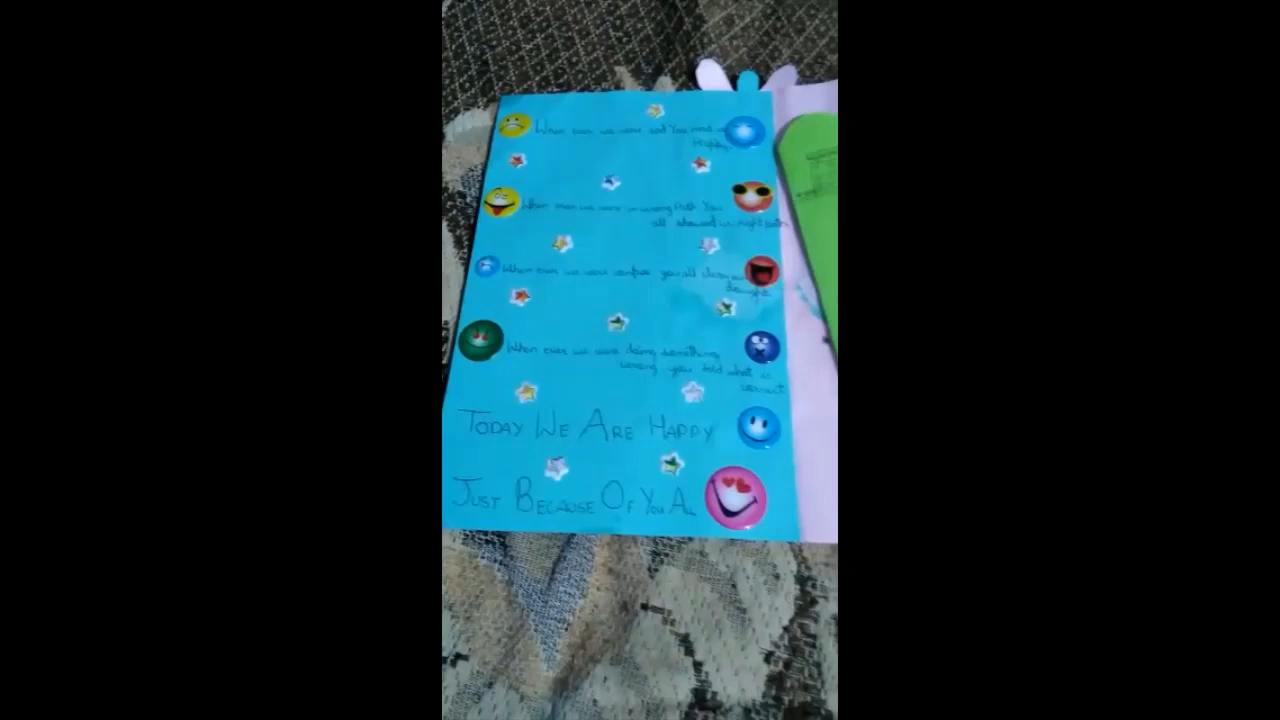 When ever we were sad You made us
Happy.
When ever we were in wrong Path You
all showed us right path
When ever we were confuse you all clear our
When ever we were doing something
wrong you told what is
correct
TODAY WE ARE HAPPY
JUST BECAUSE OF YOU ALL